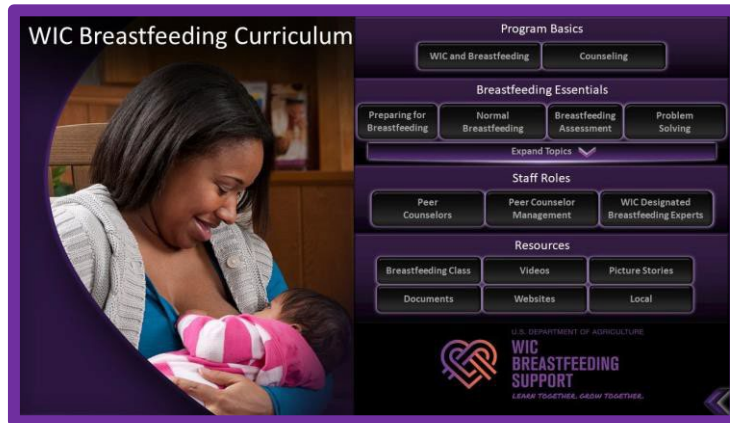 WIC Breastfeeding Curriculum
Program Basics
WIC and Breastfeeding
Counseling
Breastfeeding Essentials
Preparing for
Breastfeeding
Normal
Breastfeeding
Breastfeeding
Assessment
Problem
Solving
Expand Topics
Staff Roles
Peer
Counselors
Peer Counselor
Management
WIC Designated
Breastfeeding Experts
Resources
Breastfeeding Class
Videos
Picture Stories
Documents
Websites
Local
U.S. DEPARTMENT OF AGRICULTURE
WIC
BREASTFEEDING
SUPPORT
LEARN TOGETHER. GROW TOGETHER.